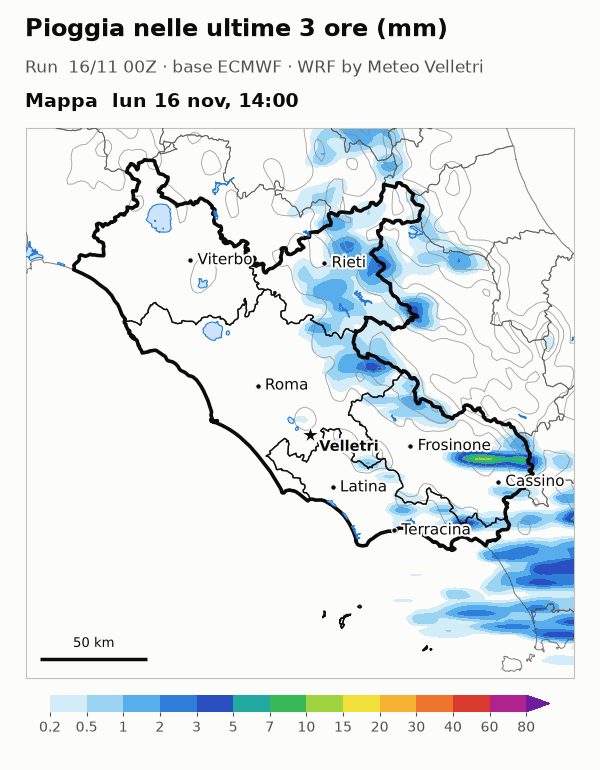 Pioggia nelle ultime 3 ore (mm)
Run  16/11 00Z · base ECMWF · WRF by Meteo Velletri
Mappa  lun 16 nov, 14:00
Viterbo
Rieti
Roma
Velletri
Frosinone
Cassino
Latina
Terracina
50 km
0.2 0.5 1 2 3 5 7 10 15 20 30 40 60 80